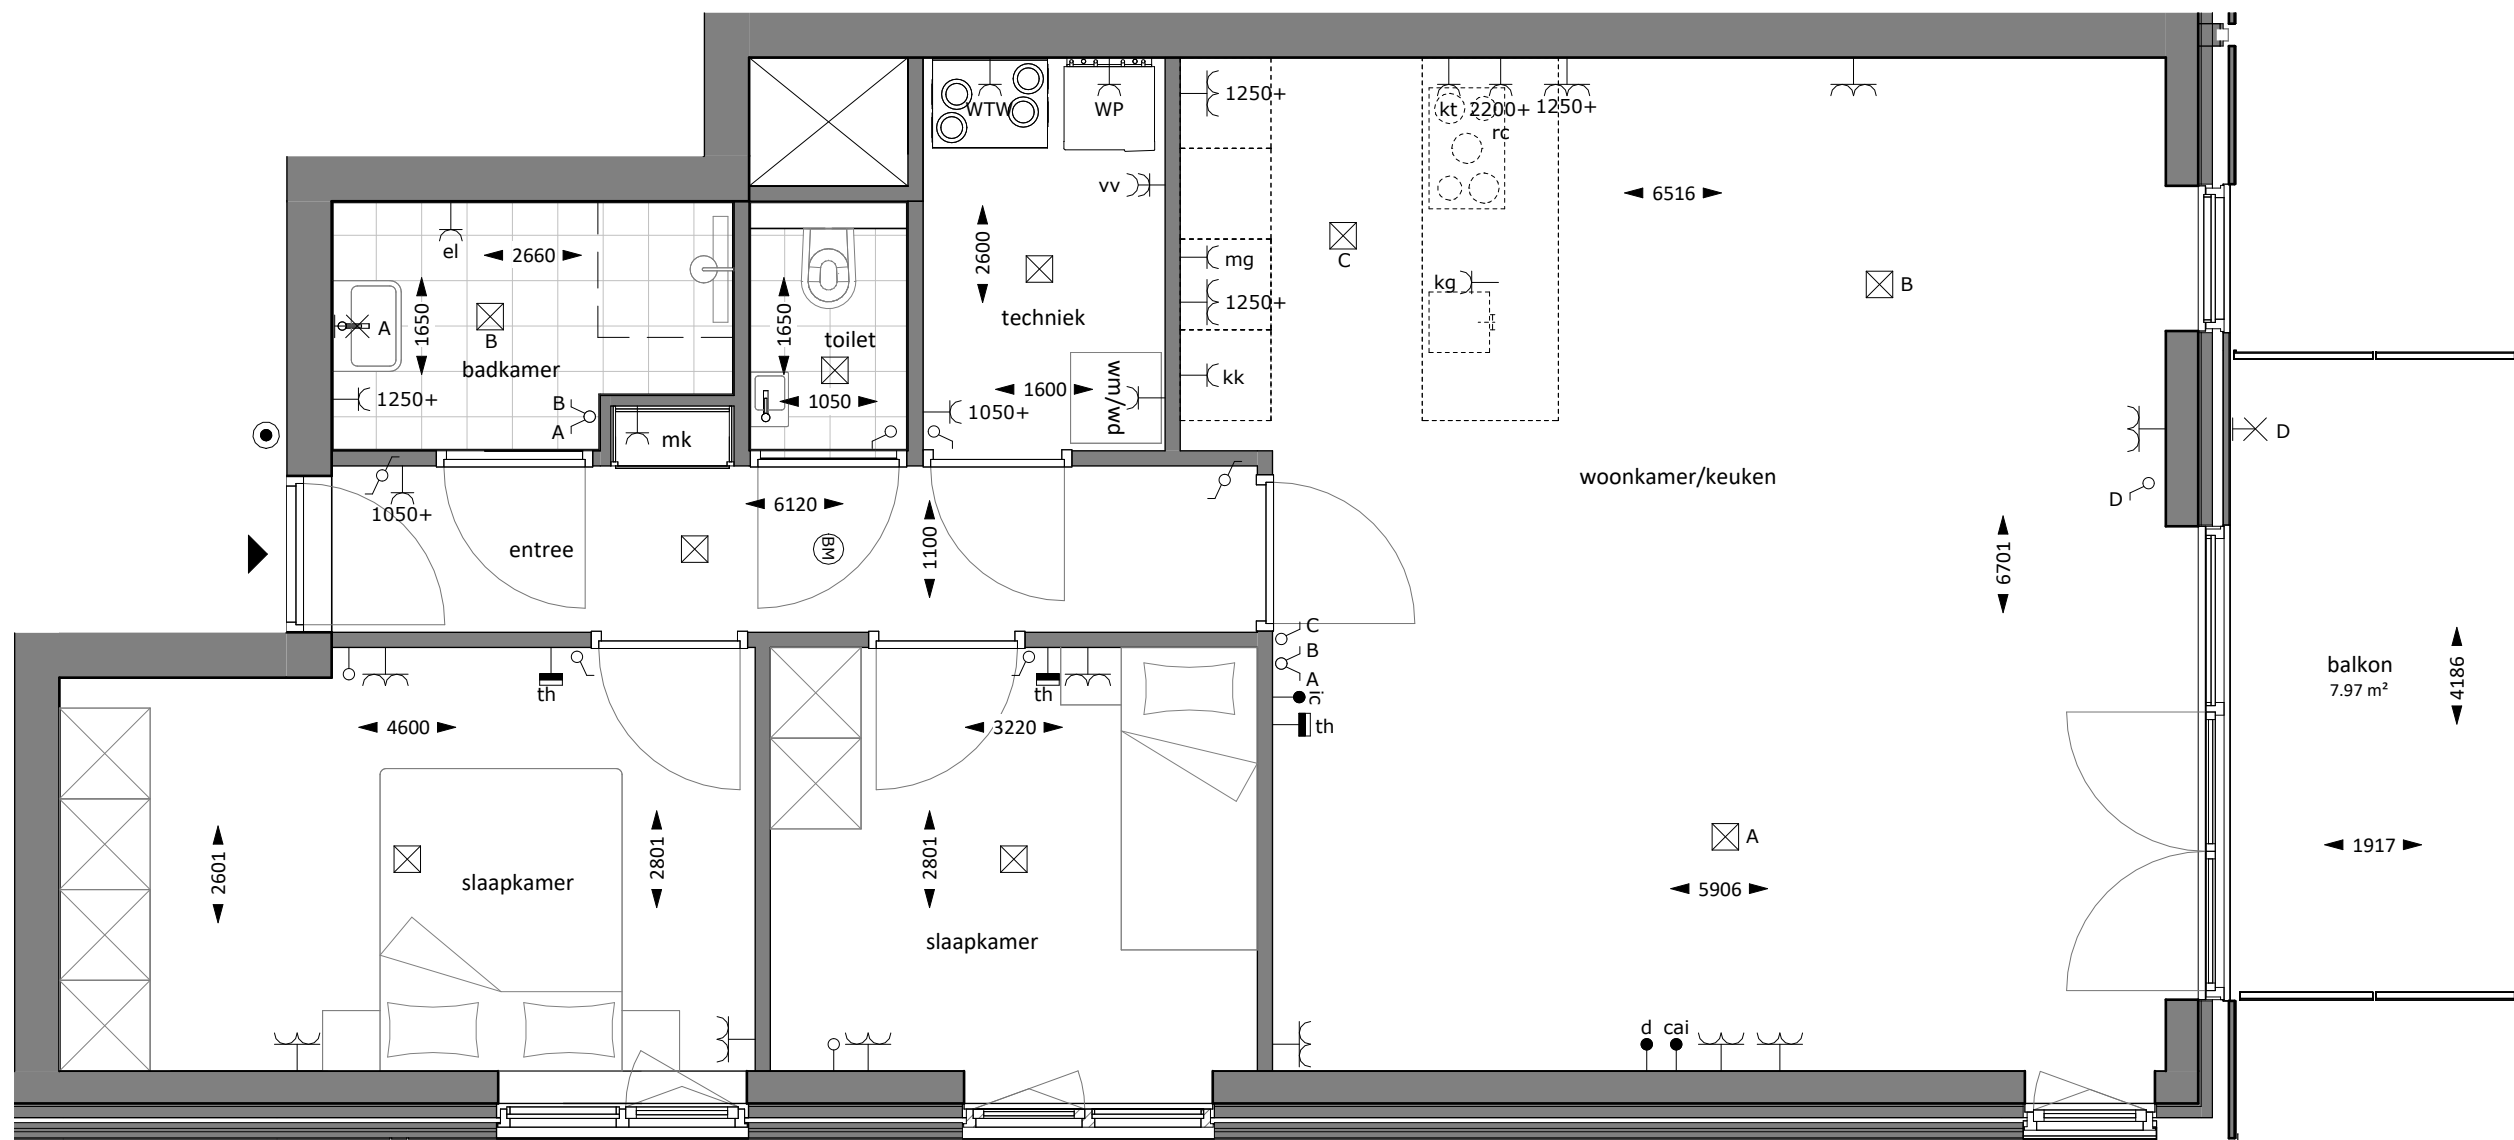 WTW
WP
1250+
kt
2200+
1250+
rc
vv
6516
el
2660
2600
C
mg
kg
B
1250+
A
1650
B
badkamer
1650
toilet
techniek
kk
1250+
B
A
mk
1050
1050+
1600
wm/wd
D
woonkamer/keuken
D
1050+
6120
entree
BM
1100
6701
C
B
A
ic
th
th
th
4600
3220
balkon
7.97 m²
4186
2601
slaapkamer
2801
2801
slaapkamer
A
5906
1917
d
cai